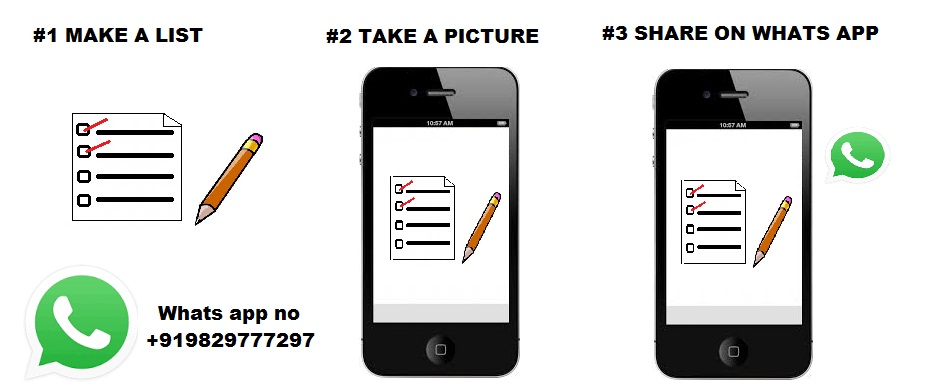 #1 MAKE A LIST
#2 TAKE A PICTURE
#3 SHARE ON WHATS APP
10:57 AM
10:57 AM
Whats app no
+919829777297